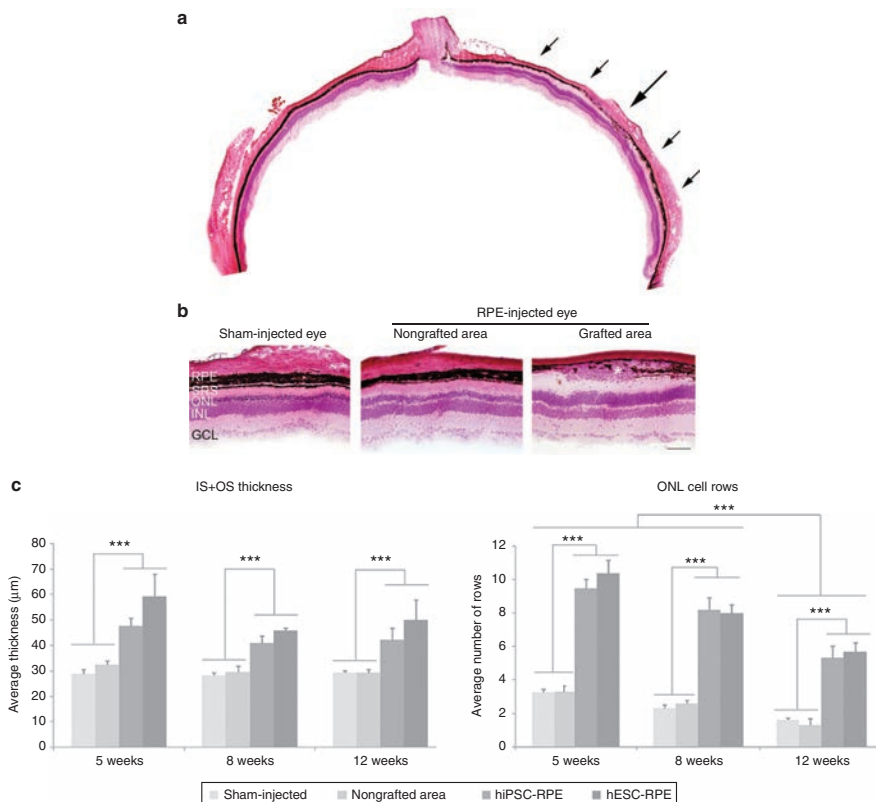 a
b
RPE-injected eye
Sham-injected eye
Nongrafted area
Grafted area
RPE
SRS
ONL
INL
GCL
*
c
IS+OS thickness
Average thickness (μm)
80
70
60
50
40
30
20
10
0
***
***
***
5 weeks
8 weeks
12 weeks
ONL cell rows
Average number of rows
12
10
8
6
4
2
0
***
***
***
***
5 weeks
8 weeks
12 weeks
Sham-injected
Nongrafted area
hiPSC-RPE
hESC-RPE